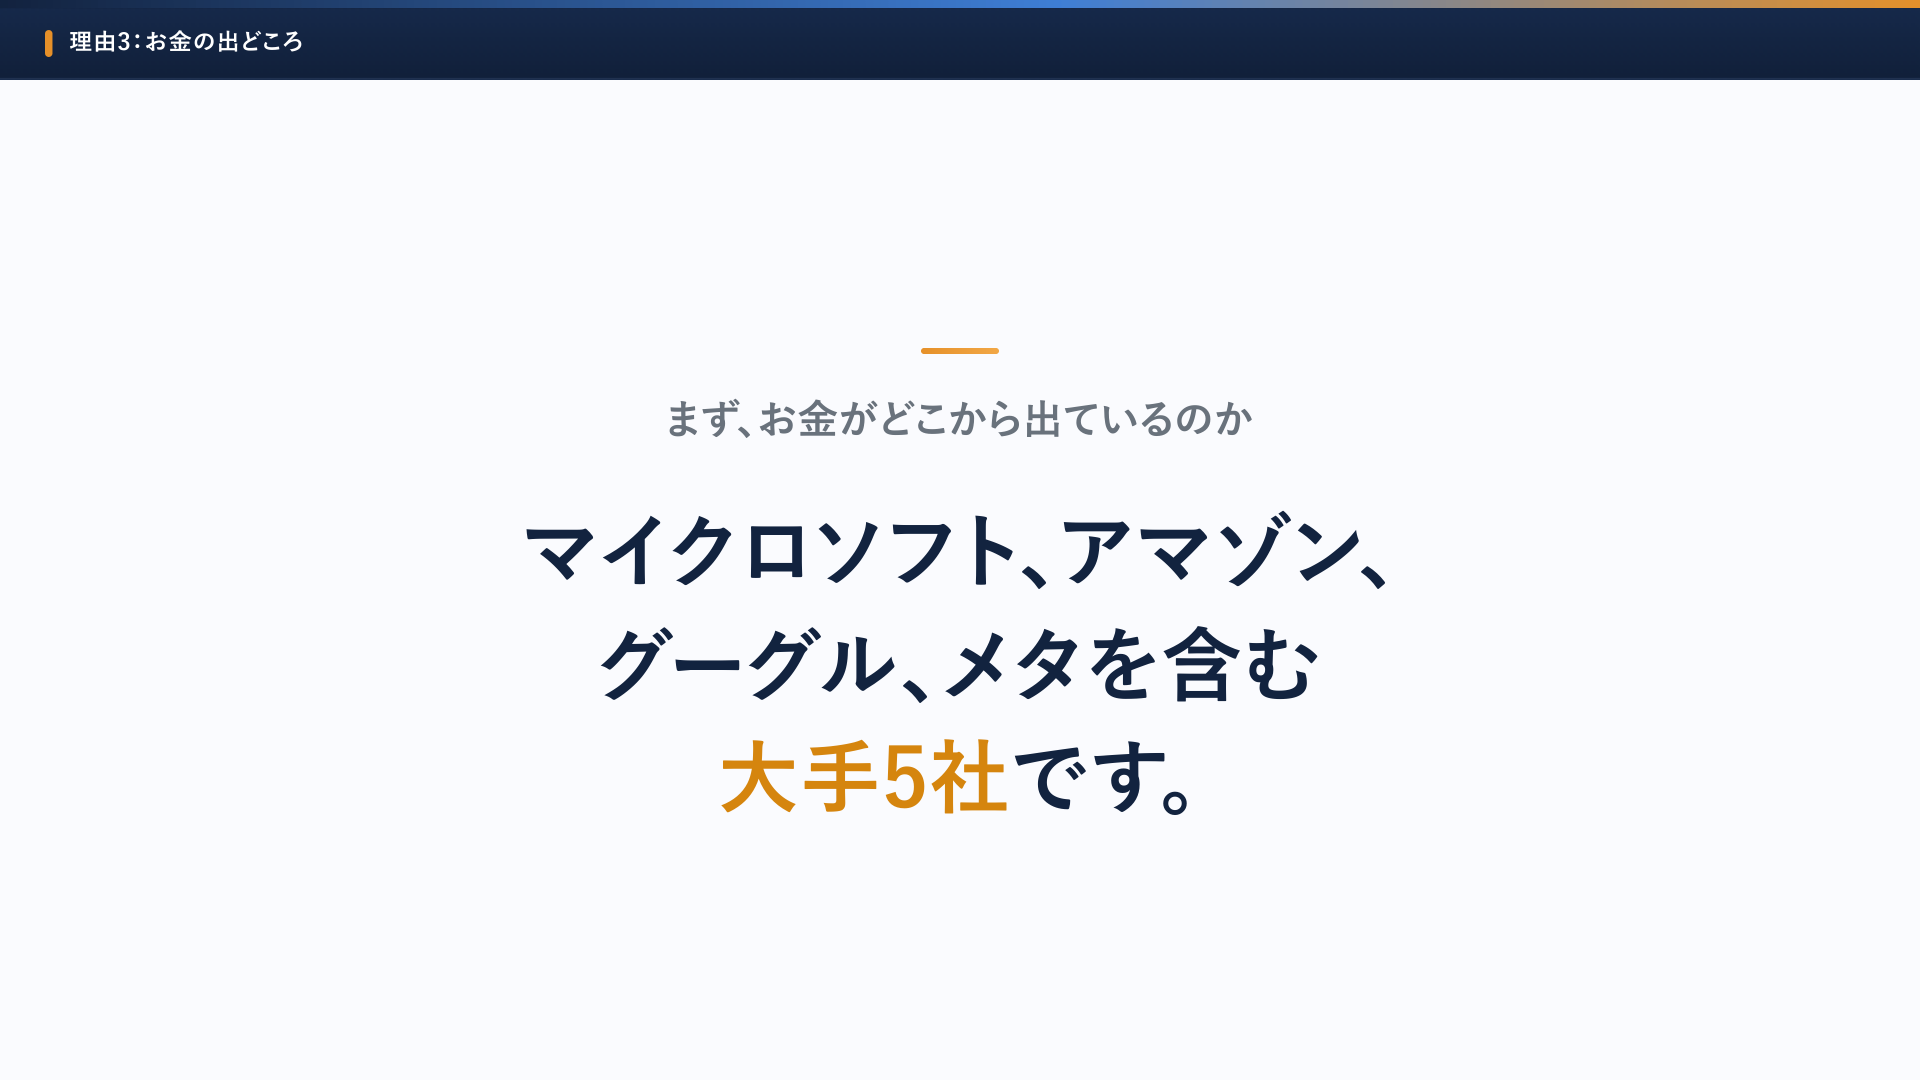 理由3：お金の出どころ
まず、お金がどこから出ているのか
マイクロソフト、アマゾン、
グーグル、メタを含む
大手5社です。